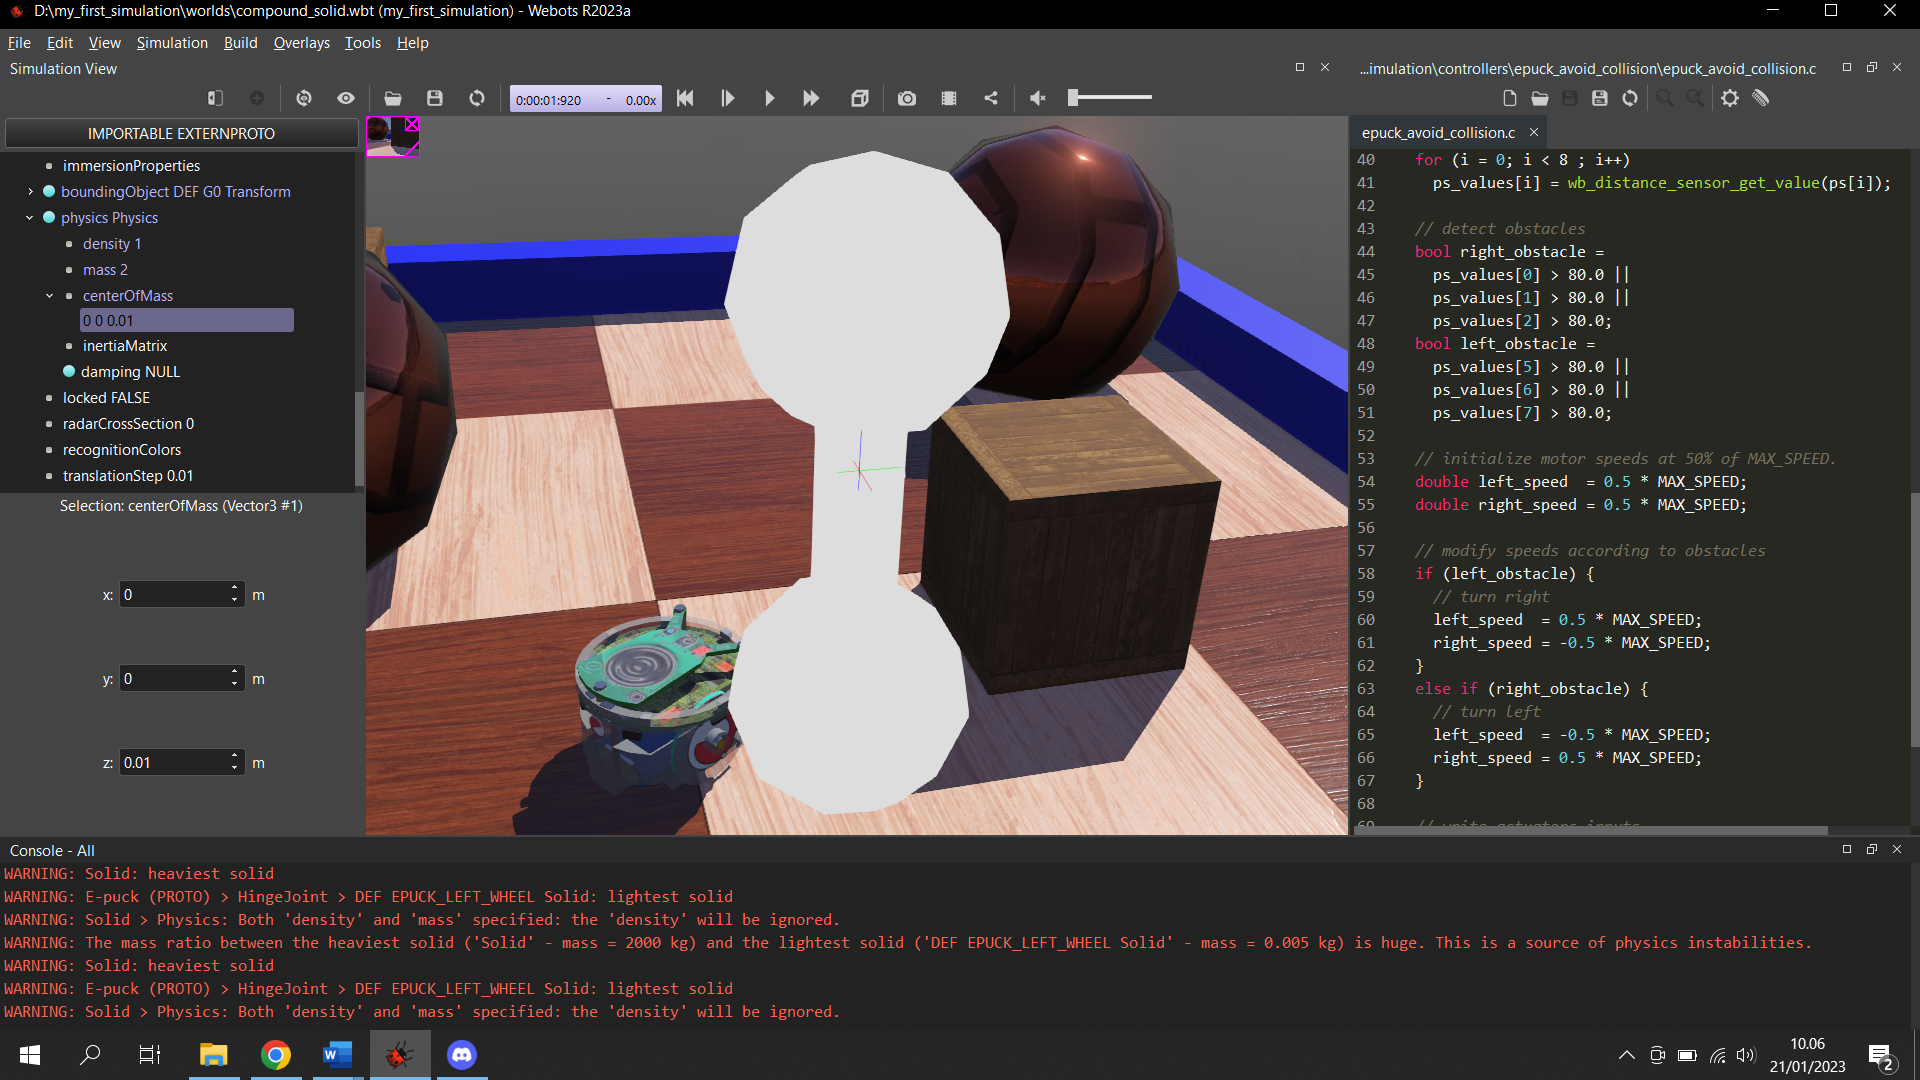 D:\my_first_simulation\worlds\compound_solid.wbt (my_first_simulation) - Webots R2023a
File Edit View Simulation Build Overlays Tools Help
Simulation View
...imulation\controllers\epuck_avoid_collision\epuck_avoid_collision.c
0:00:01:920 - 0.00x
IMPORTABLE EXTERNPROTO
immersionProperties
boundingObject DEF G0 Transform
physics Physics
density 1
mass 2
centerOfMass
0 0 0.01
inertiaMatrix
damping NULL
locked FALSE
radarCrossSection 0
recognitionColors
translationStep 0.01
Selection: centerOfMass (Vector3 #1)
x: 0 m
y: 0 m
z: 0.01 m
epuck_avoid_collision.c
40 for (i = 0; i < 8 ; i++)
41 ps_values[i] = wb_distance_sensor_get_value(ps[i]);
42
43 // detect obstacles
44 bool right_obstacle =
45 ps_values[0] > 80.0 ||
46 ps_values[1] > 80.0 ||
47 ps_values[2] > 80.0;
48 bool left_obstacle =
49 ps_values[5] > 80.0 ||
50 ps_values[6] > 80.0 ||
51 ps_values[7] > 80.0;
52
53 // initialize motor speeds at 50% of MAX_SPEED.
54 double left_speed  = 0.5 * MAX_SPEED;
55 double right_speed = 0.5 * MAX_SPEED;
56
57 // modify speeds according to obstacles
58 if (left_obstacle) {
59 // turn right
60 left_speed  = 0.5 * MAX_SPEED;
61 right_speed = -0.5 * MAX_SPEED;
62 }
63 else if (right_obstacle) {
64 // turn left
65 left_speed  = -0.5 * MAX_SPEED;
66 right_speed = 0.5 * MAX_SPEED;
67 }
68
69 // write actuators inputs
Console - All
WARNING: Solid: heaviest solid
WARNING: E-puck (PROTO) > HingeJoint > DEF EPUCK_LEFT_WHEEL Solid: lightest solid
WARNING: Solid > Physics: Both 'density' and 'mass' specified: the 'density' will be ignored.
WARNING: The mass ratio between the heaviest solid ('Solid' - mass = 2000 kg) and the lightest solid ('DEF EPUCK_LEFT_WHEEL Solid' - mass = 0.005 kg) is huge. This is a source of physics instabilities.
WARNING: Solid: heaviest solid
WARNING: E-puck (PROTO) > HingeJoint > DEF EPUCK_LEFT_WHEEL Solid: lightest solid
WARNING: Solid > Physics: Both 'density' and 'mass' specified: the 'density' will be ignored.
10.06
21/01/2023
2